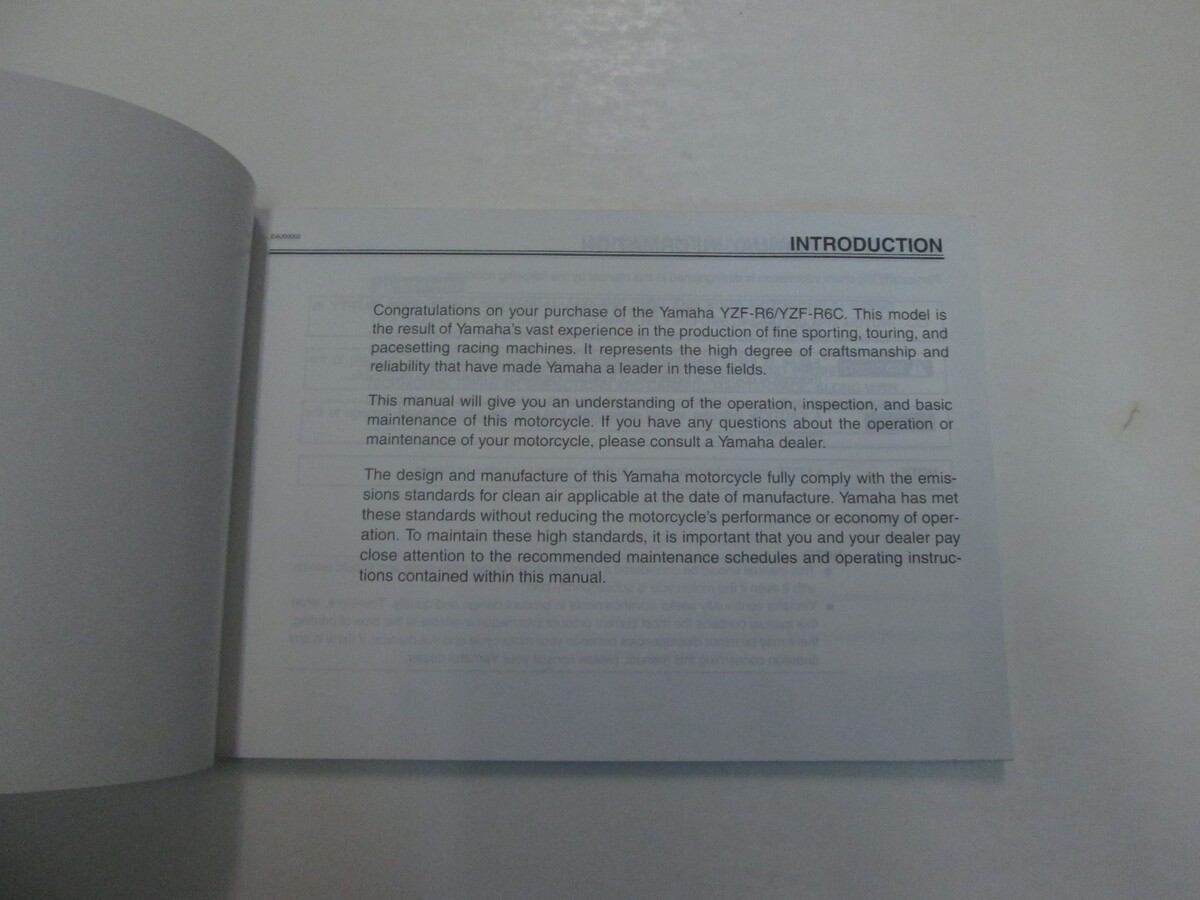 EAU00002
INTRODUCTION
Congratulations on your purchase of the Yamaha YZF-R6/YZF-R6C. This model is
the result of Yamaha's vast experience in the production of fine sporting, touring, and
pacesetting racing machines. It represents the high degree of craftsmanship and
reliability that have made Yamaha a leader in these fields.
This manual will give you an understanding of the operation, inspection, and basic
maintenance of this motorcycle. If you have any questions about the operation or
maintenance of your motorcycle, please consult a Yamaha dealer.
The design and manufacture of this Yamaha motorcycle fully comply with the emis-
sions standards for clean air applicable at the date of manufacture. Yamaha has met
these standards without reducing the motorcycle's performance or economy of oper-
ation. To maintain these high standards, it is important that you and your dealer pay
close attention to the recommended maintenance schedules and operating instruc-
tions contained within this manual.